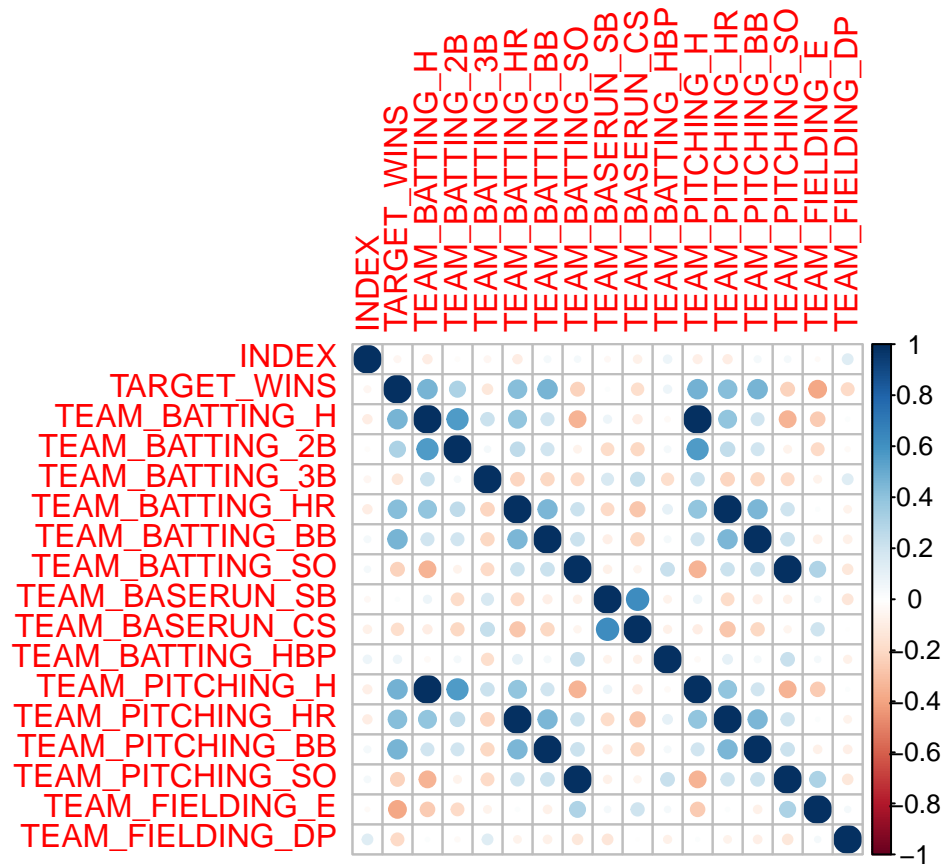 INDEX
TARGET_WINS
TEAM_BATTING_H
TEAM_BATTING_2B
TEAM_BATTING_3B
TEAM_BATTING_HR
TEAM_BATTING_BB
TEAM_BATTING_SO
TEAM_BASERUN_SB
TEAM_BASERUN_CS
TEAM_BATTING_HBP
TEAM_PITCHING_H
TEAM_PITCHING_HR
TEAM_PITCHING_BB
TEAM_PITCHING_SO
TEAM_FIELDING_E
TEAM_FIELDING_DP
INDEX
TARGET_WINS
TEAM_BATTING_H
TEAM_BATTING_2B
TEAM_BATTING_3B
TEAM_BATTING_HR
TEAM_BATTING_BB
TEAM_BATTING_SO
TEAM_BASERUN_SB
TEAM_BASERUN_CS
TEAM_BATTING_HBP
TEAM_PITCHING_H
TEAM_PITCHING_HR
TEAM_PITCHING_BB
TEAM_PITCHING_SO
TEAM_FIELDING_E
TEAM_FIELDING_DP
1
0.8
0.6
0.4
0.2
0
−0.2
−0.4
−0.6
−0.8
−1